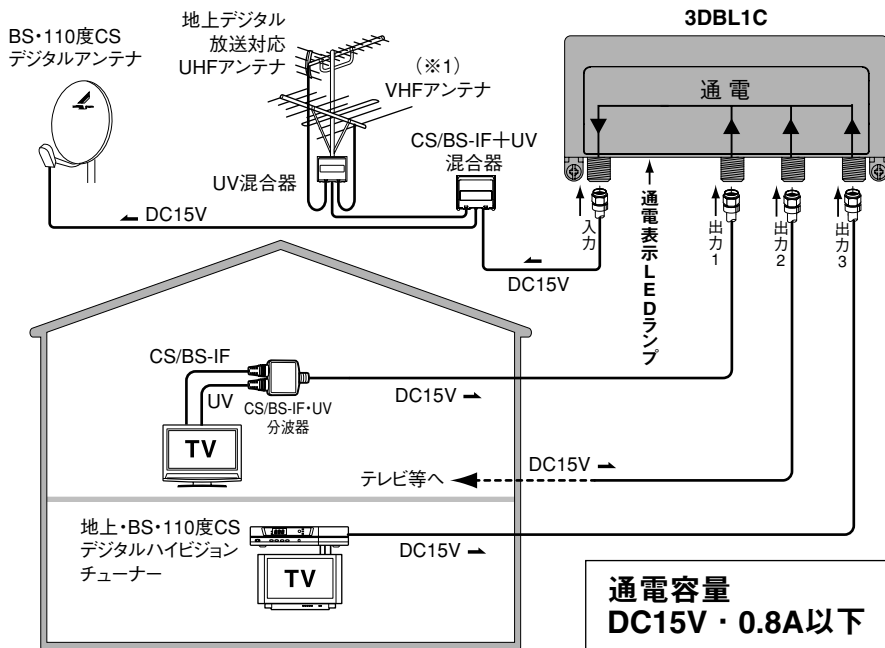 BS・110度CS
デジタルアンテナ
地上デジタル
放送対応
UHFアンテナ
(※1)
VHFアンテナ
UV混合器
CS/BS-IF＋UV
混合器
DC15V
DC15V
3DBL1C
通電
入力
通電表示LEDランプ
出力1
出力2
出力3
CS/BS-IF
UV
CS/BS-IF・UV
分波器
TV
DC15V
テレビ等へ
DC15V
地上・BS・110度CS
デジタルハイビジョン
チューナー
TV
DC15V
通電容量
DC15V・0.8A以下